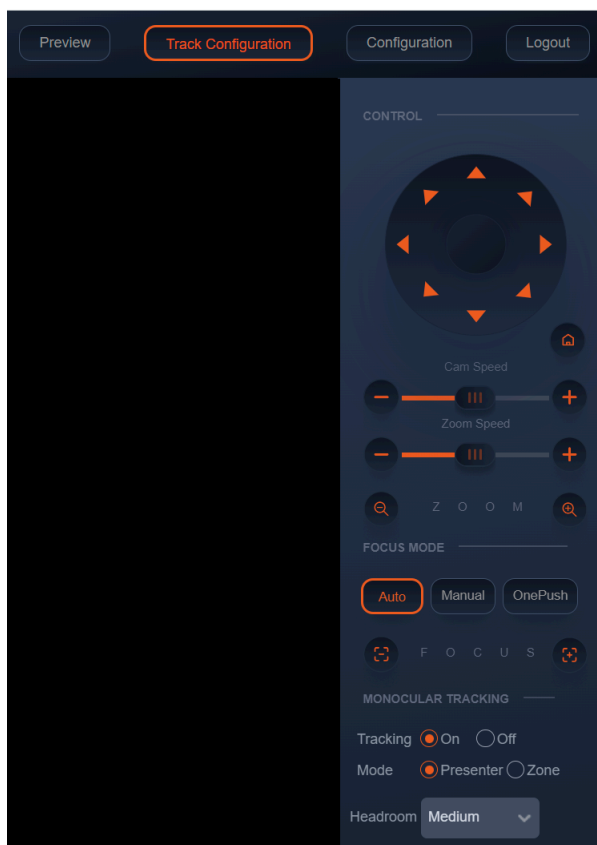 Preview Track Configuration Configuration Logout
CONTROL
Cam Speed
Zoom Speed
Z O O M
FOCUS MODE
Auto Manual OnePush
F O C U S
MONOCULAR TRACKING
Tracking On Off
Mode Presenter Zone
Headroom Medium